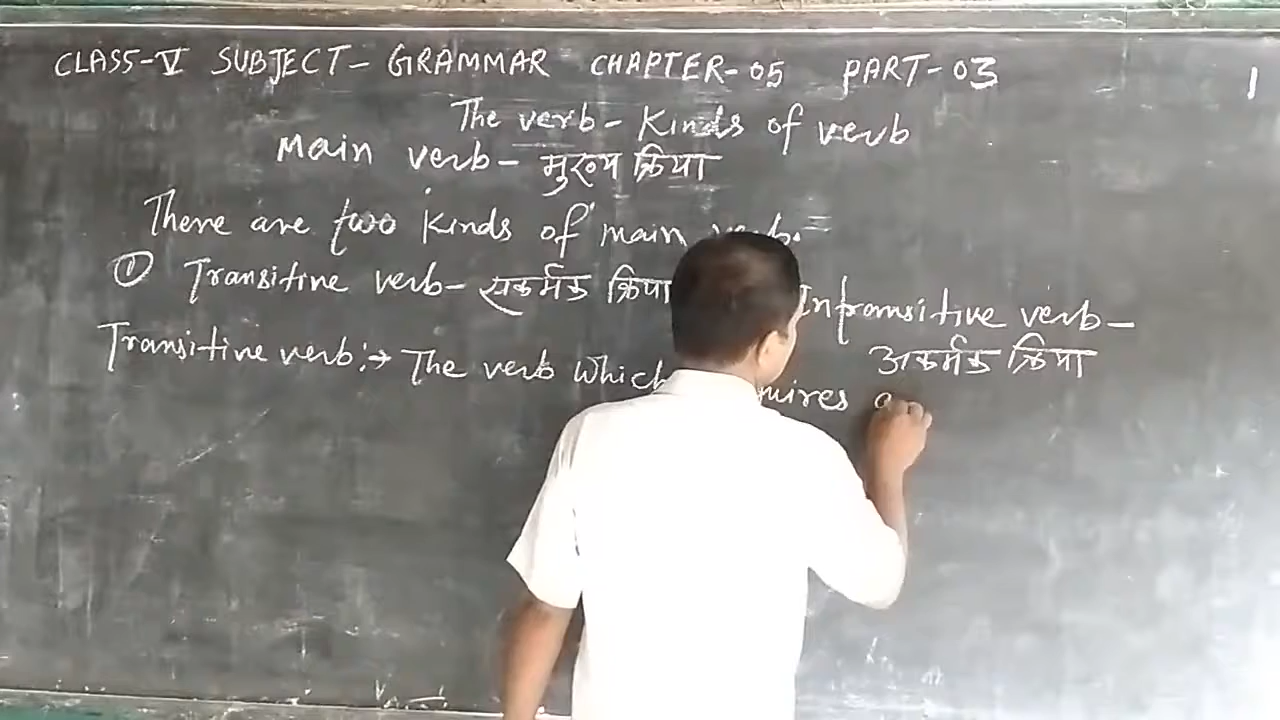 CLASS-V SUBJECT- GRAMMAR CHAPTER-05 PART-03 1
The verb- Kinds of verb
Main verb- मुख्य क्रिया
There are two kinds of main verb.=
① Transitive verb- सकर्मक क्रिया Intransitive verb-
अकर्मक क्रिया
Transitive verb:→ The verb which